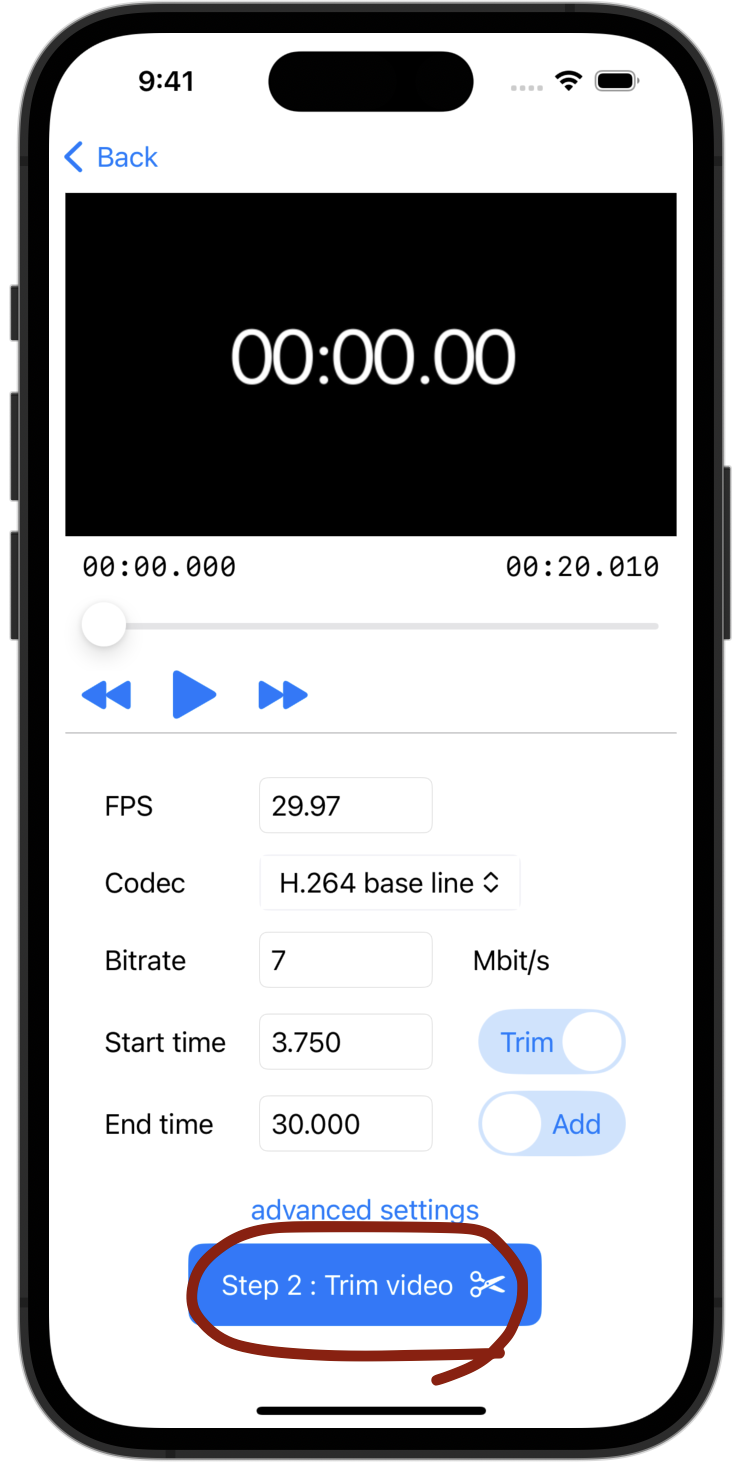 9:41
Back
00:00.00
00:00.000 00:20.010
FPS 29.97
Codec H.264 base line
Bitrate 7 Mbit/s
Start time 3.750 Trim
End time 30.000 Add
advanced settings
Step 2 : Trim video